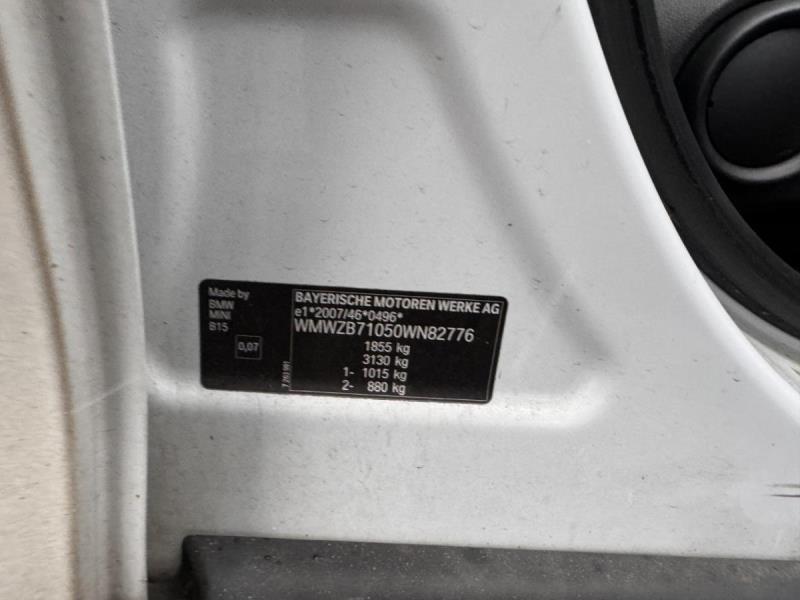 Made by
BMW
MINI
B15
0,07
BAYERISCHE MOTOREN WERKE AG
e1*2007/46*0496*
WMWZB71050WN82776
1855 kg
3130 kg
1- 1015 kg
2- 880 kg